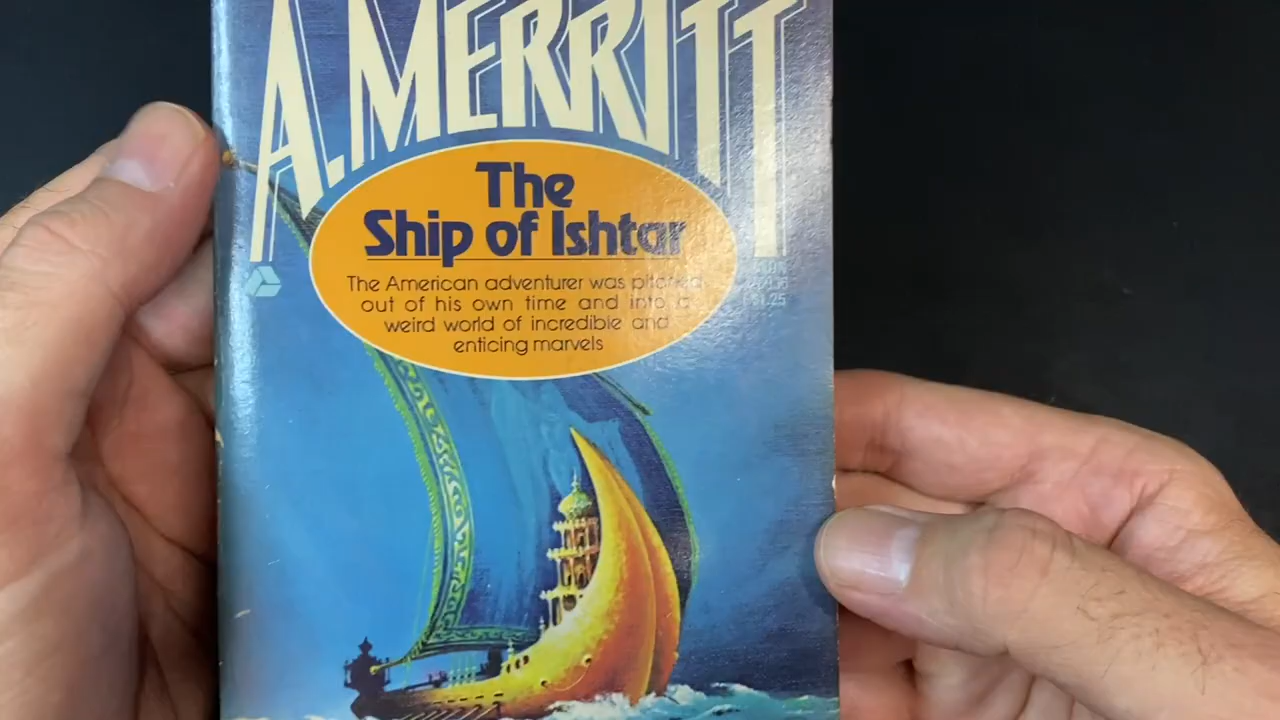 A. MERRITT
The
Ship of Ishtar
The American adventurer was
out of his own time and into a
weird world of incredible and
enticing marvels
$1.25